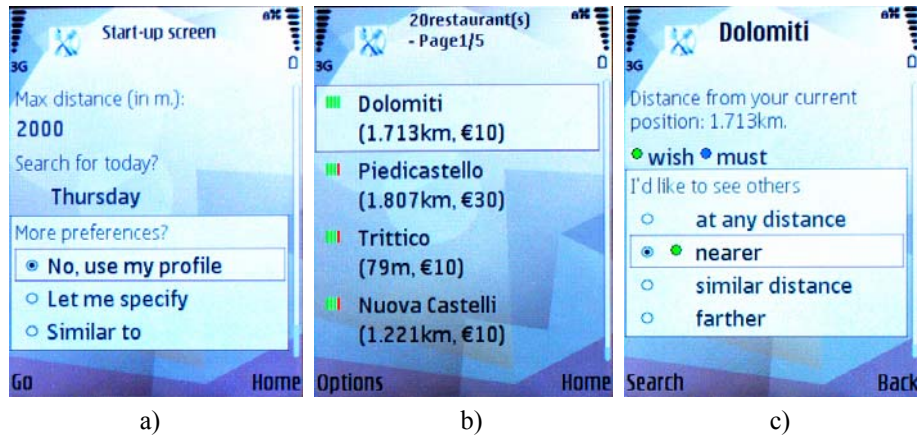 Start-up screen
3G
Max distance (in m.):
2000
Search for today?
Thursday
More preferences?
No, use my profile
Let me specify
Similar to
Go
Home
a)
20restaurant(s)
- Page1/5
3G
Dolomiti
(1.713km, €10)
Piedicastello
(1.807km, €30)
Trittico
(79m, €10)
Nuova Castelli
(1.221km, €10)
Options
Home
b)
Dolomiti
3G
Distance from your current
position: 1.713km.
wish must
I'd like to see others
at any distance
nearer
similar distance
farther
Search
Back
c)